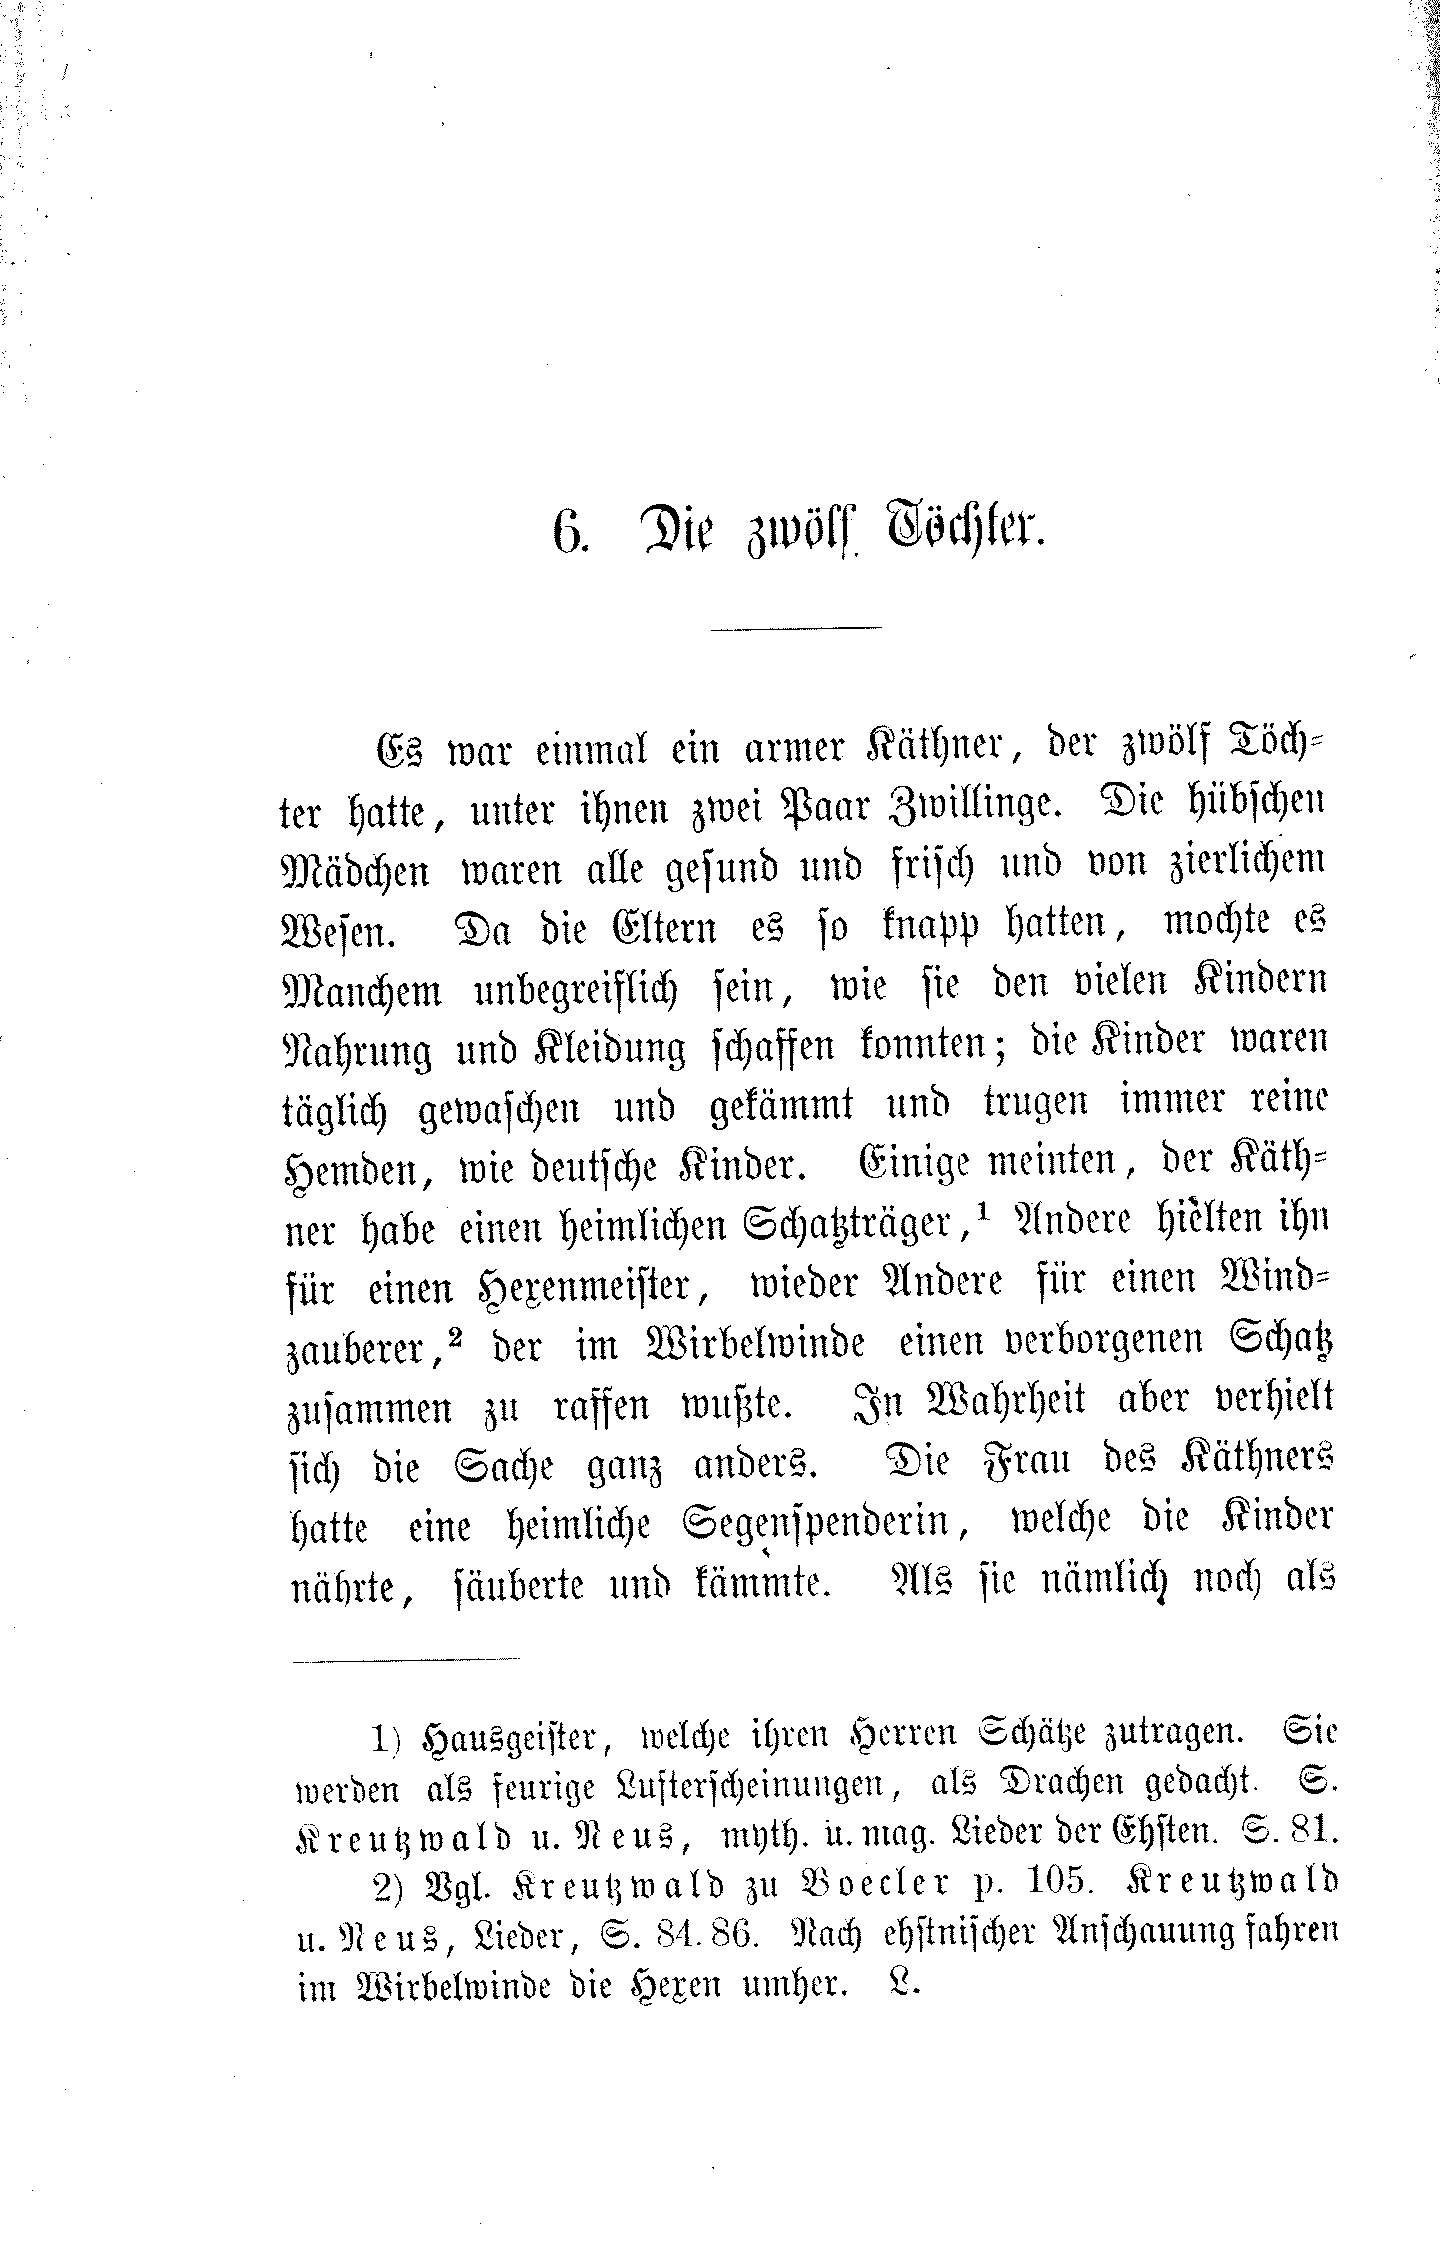 6. Die zwölf Töchter.
Es war einmal ein armer Käthner, der zwölf Töch-
ter hatte, unter ihnen zwei Paar Zwillinge. Die hübschen
Mädchen waren alle gesund und frisch und von zierlichem
Wesen. Da die Eltern es so knapp hatten, mochte es
Manchem unbegreiflich sein, wie sie den vielen Kindern
Nahrung und Kleidung schaffen konnten; die Kinder waren
täglich gewaschen und gekämmt und trugen immer reine
Hemden, wie deutsche Kinder. Einige meinten, der Käth-
ner habe einen heimlichen Schatzträger,¹ Andere hielten ihn
für einen Hexenmeister, wieder Andere für einen Wind-
zauberer,² der im Wirbelwinde einen verborgenen Schatz
zusammen zu raffen wußte. In Wahrheit aber verhielt
sich die Sache ganz anders. Die Frau des Käthners
hatte eine heimliche Segenspenderin, welche die Kinder
nährte, säuberte und kämmte. Als sie nämlich noch als
1) Hausgeister, welche ihren Herren Schätze zutragen. Sie
werden als feurige Lufterscheinungen, als Drachen gedacht. S.
Kreutzwald u. Neus, myth. u. mag. Lieder der Ehsten. S. 81.
2) Vgl. Kreutzwald zu Boecler p. 105. Kreutzwald
u. Neus, Lieder, S. 84. 86. Nach ehstnischer Anschauung fahren
im Wirbelwinde die Hexen umher. L.